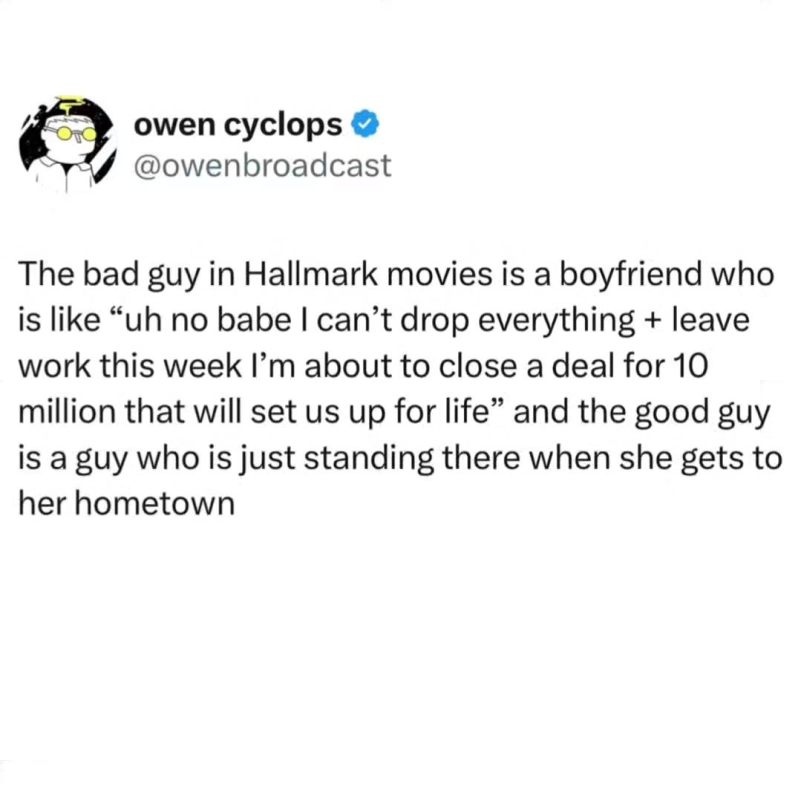 owen cyclops
@owenbroadcast
The bad guy in Hallmark movies is a boyfriend who
is like “uh no babe I can’t drop everything + leave
work this week I’m about to close a deal for 10
million that will set us up for life” and the good guy
is a guy who is just standing there when she gets to
her hometown